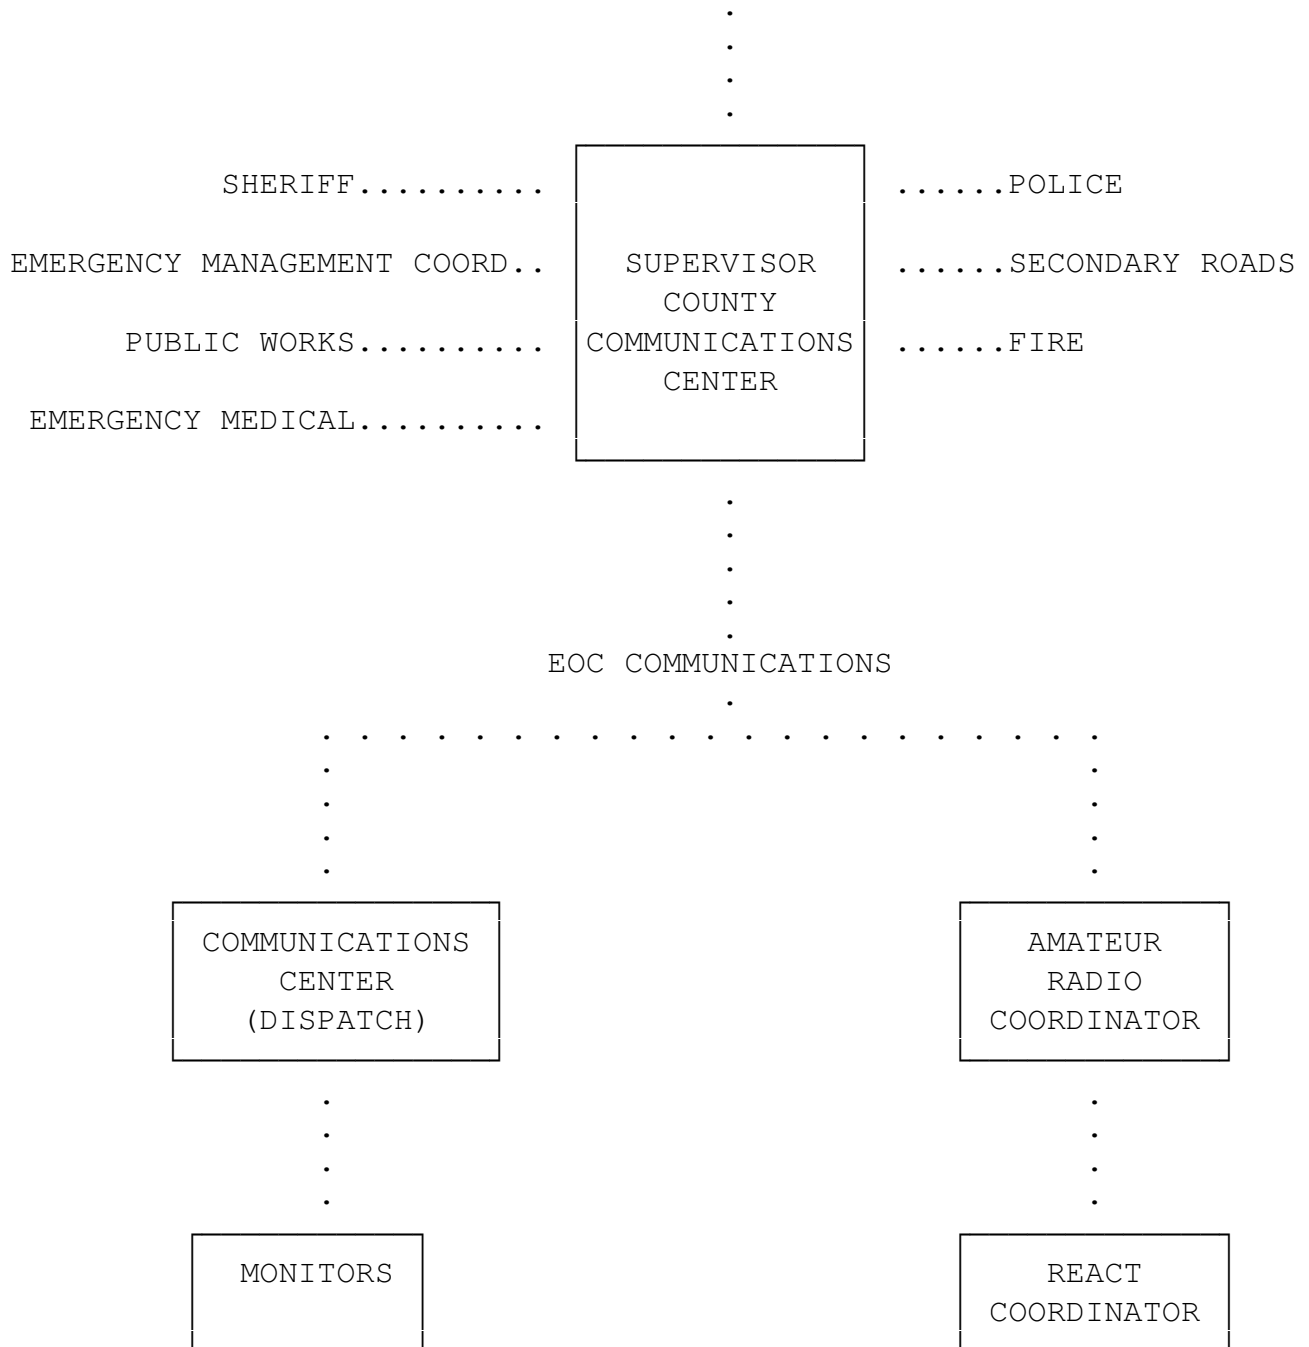 SHERIFF.......... ......POLICE
EMERGENCY MANAGEMENT COORD.. SUPERVISOR ......SECONDARY ROADS
COUNTY
PUBLIC WORKS.......... COMMUNICATIONS ......FIRE
CENTER
EMERGENCY MEDICAL..........
EOC COMMUNICATIONS
COMMUNICATIONS AMATEUR
CENTER RADIO
(DISPATCH) COORDINATOR
MONITORS REACT
COORDINATOR